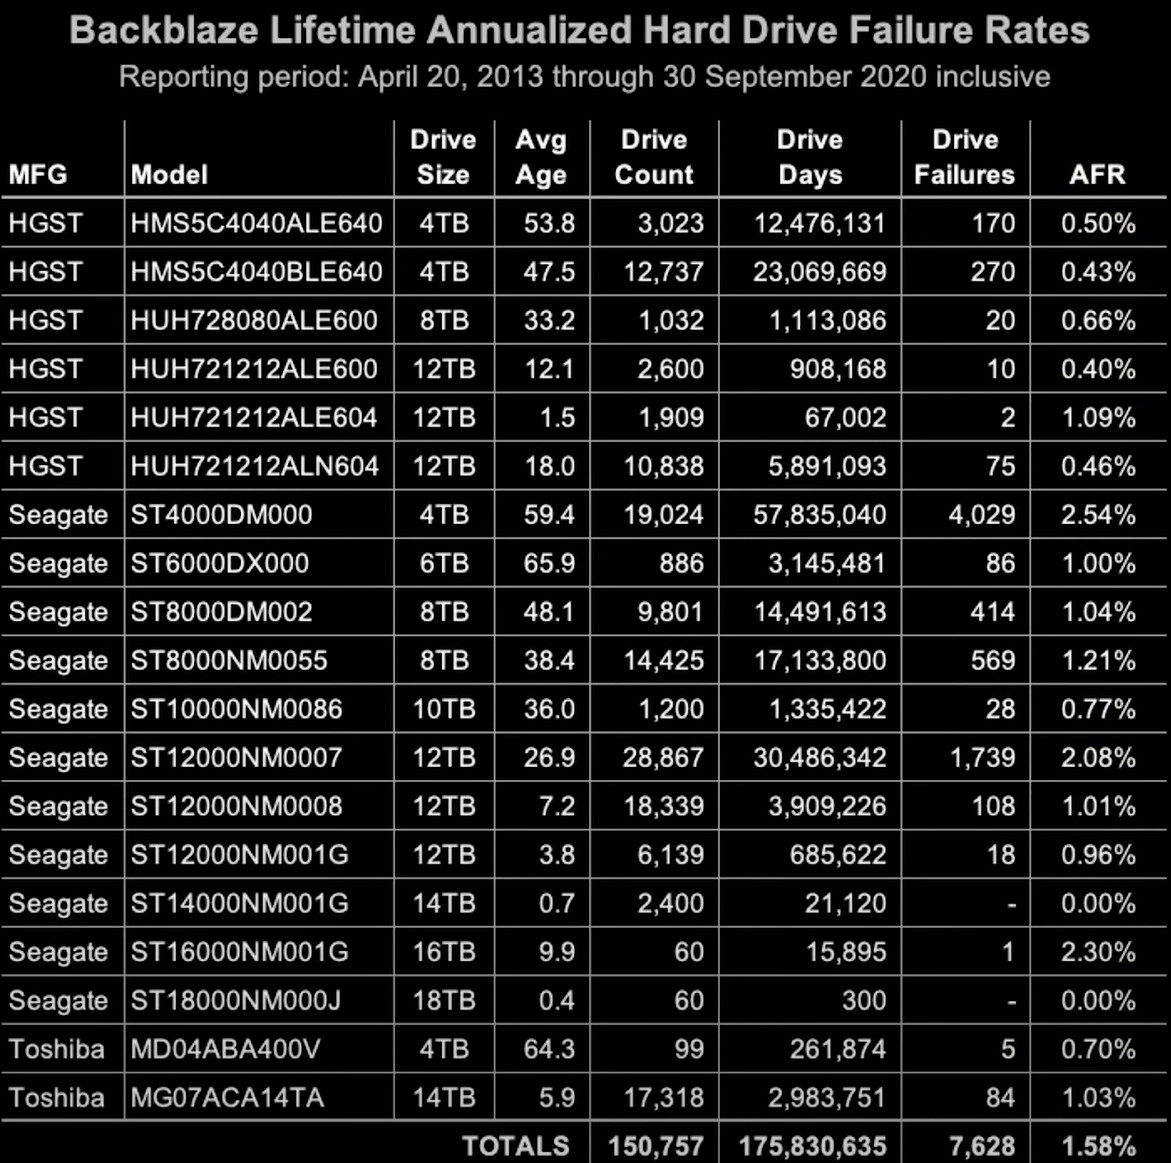 Backblaze Lifetime Annualized Hard Drive Failure Rates
Reporting period: April 20, 2013 through 30 September 2020 inclusive
MFG Model Drive Size Avg Age Drive Count Drive Days Drive Failures AFR
HGST HMS5C4040ALE640 4TB 53.8 3,023 12,476,131 170 0.50%
HGST HMS5C4040BLE640 4TB 47.5 12,737 23,069,669 270 0.43%
HGST HUH728080ALE600 8TB 33.2 1,032 1,113,086 20 0.66%
HGST HUH721212ALE600 12TB 12.1 2,600 908,168 10 0.40%
HGST HUH721212ALE604 12TB 1.5 1,909 67,002 2 1.09%
HGST HUH721212ALN604 12TB 18.0 10,838 5,891,093 75 0.46%
Seagate ST4000DM000 4TB 59.4 19,024 57,835,040 4,029 2.54%
Seagate ST6000DX000 6TB 65.9 886 3,145,481 86 1.00%
Seagate ST8000DM002 8TB 48.1 9,801 14,491,613 414 1.04%
Seagate ST8000NM0055 8TB 38.4 14,425 17,133,800 569 1.21%
Seagate ST10000NM0086 10TB 36.0 1,200 1,335,422 28 0.77%
Seagate ST12000NM0007 12TB 26.9 28,867 30,486,342 1,739 2.08%
Seagate ST12000NM0008 12TB 7.2 18,339 3,909,226 108 1.01%
Seagate ST12000NM001G 12TB 3.8 6,139 685,622 18 0.96%
Seagate ST14000NM001G 14TB 0.7 2,400 21,120 - 0.00%
Seagate ST16000NM001G 16TB 9.9 60 15,895 1 2.30%
Seagate ST18000NM000J 18TB 0.4 60 300 - 0.00%
Toshiba MD04ABA400V 4TB 64.3 99 261,874 5 0.70%
Toshiba MG07ACA14TA 14TB 5.9 17,318 2,983,751 84 1.03%
TOTALS 150,757 175,830,635 7,628 1.58%